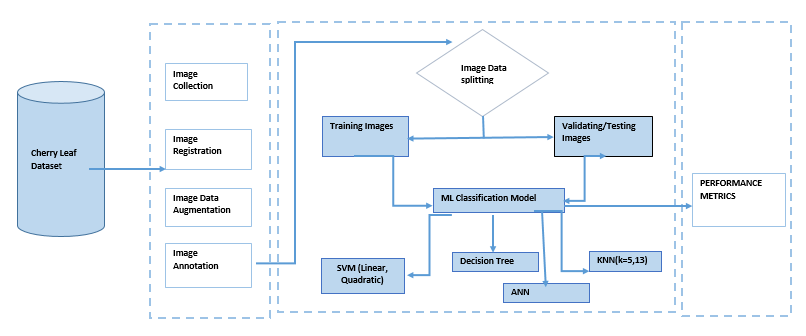 Cherry Leaf
Dataset
Image
Collection
Image
Registration
Image Data
Augmentation
Image
Annotation
Image Data
splitting
Training Images
Validating/Testing
Images
ML Classification Model
SVM (Linear,
Quadratic)
Decision Tree
ANN
KNN(k=5,13)
PERFORMANCE
METRICS